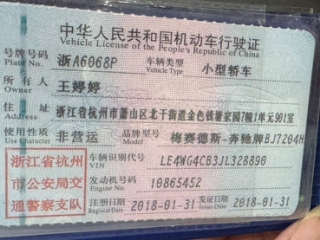 中华人民共和国机动车行驶证
Vehicle License of the People's Republic of China
号牌号码 浙A6068P 车辆类型 小型轿车
Plate No. Vehicle Type
所有人 王婷婷
Owner
住址 浙江省杭州市萧山区北干街道金色钱塘家园7幢1单元901室
Address
使用性质 非营运 品牌型号 梅赛德斯-奔驰牌BJ7204H
Use Character Model
浙江省杭州
市公安局交
通警察支队
车辆识别代号 LE4WG4CB3JL328890
VIN
发动机号码 10865452
Engine No.
注册日期 2018-01-31 发证日期 2018-01-31
Register Date Issue Date